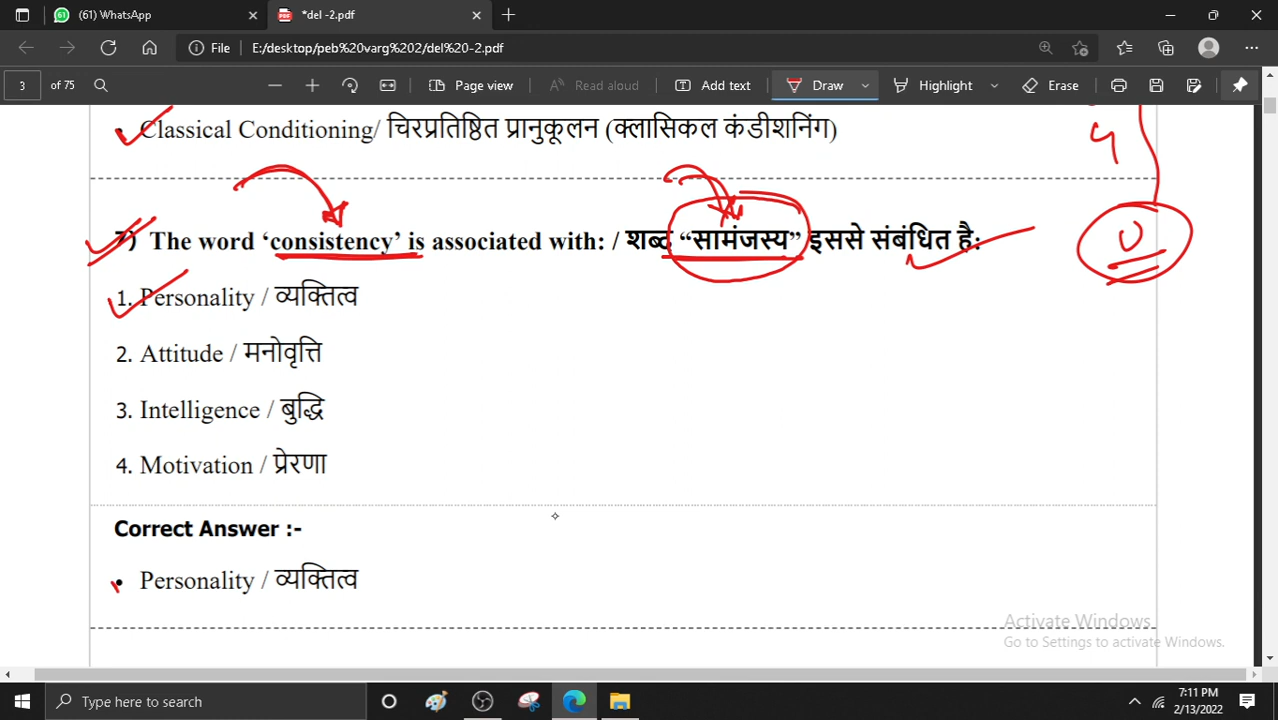 (61) WhatsApp
*del -2.pdf
File
E:/desktop/peb%20varg%202/del%20-2.pdf
3
of 75
Page view
Read aloud
Add text
Draw
Highlight
Erase
Classical Conditioning/ चिरप्रतिष्ठित प्रानुकूलन (क्लासिकल कंडीशनिंग)
7) The word ‘consistency’ is associated with: / शब्द “सामंजस्य” इससे संबंधित है:
1. Personality / व्यक्तित्व
2. Attitude / मनोवृत्ति
3. Intelligence / बुद्धि
4. Motivation / प्रेरणा
Correct Answer :-
• Personality / व्यक्तित्व
Activate Windows
Go to Settings to activate Windows.
Type here to search
7:11 PM
2/13/2022